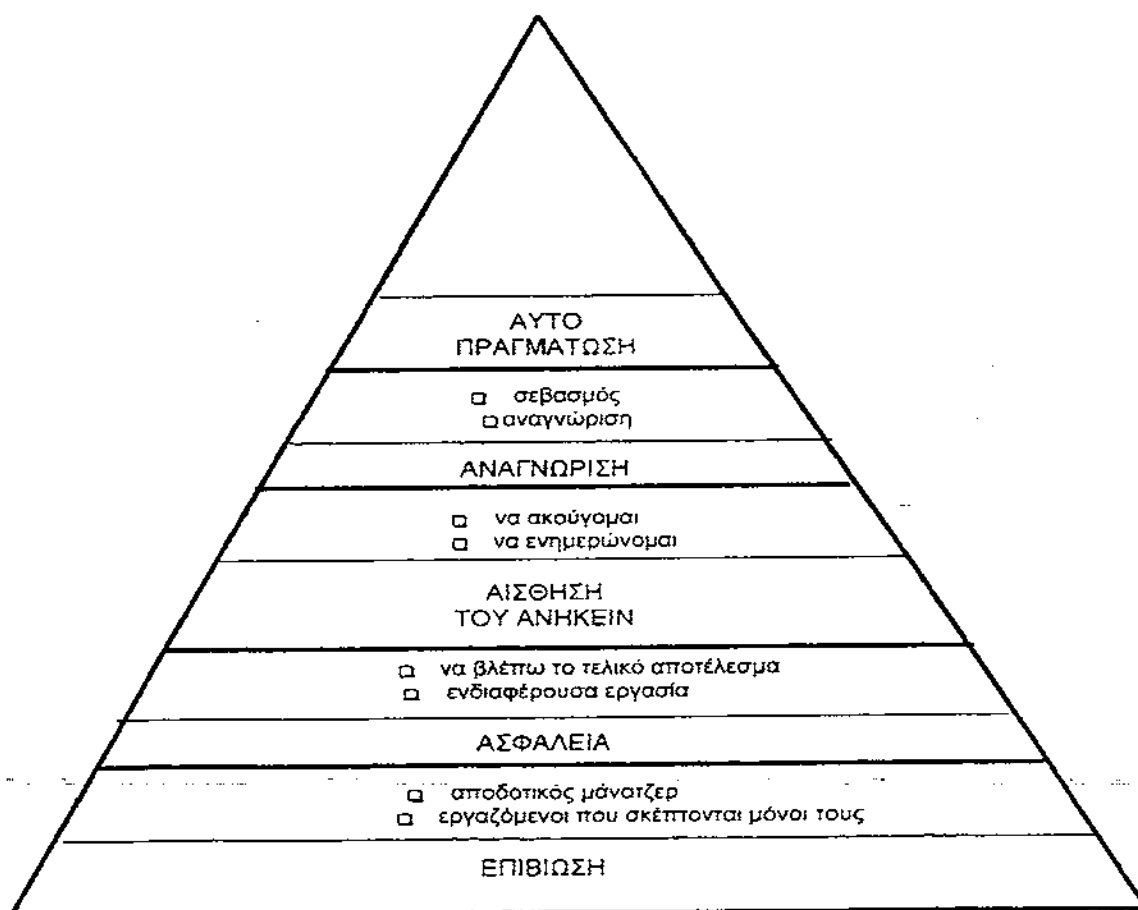 ΑΥΤΟ
ΠΡΑΓΜΑΤΩΣΗ
σεβασμός
αναγνώριση
ΑΝΑΓΝΩΡΙΣΗ
να ακούγομαι
να ενημερώνομαι
ΑΙΣΘΗΣΗ
ΤΟΥ ΑΝΗΚΕΙΝ
να βλέπω το τελικό αποτέλεσμα
ενδιαφέρουσα εργασία
ΑΣΦΑΛΕΙΑ
αποδοτικός μάνατζερ
εργαζόμενοι που σκέπτονται μόνοι τους
ΕΠΙΒΙΩΣΗ